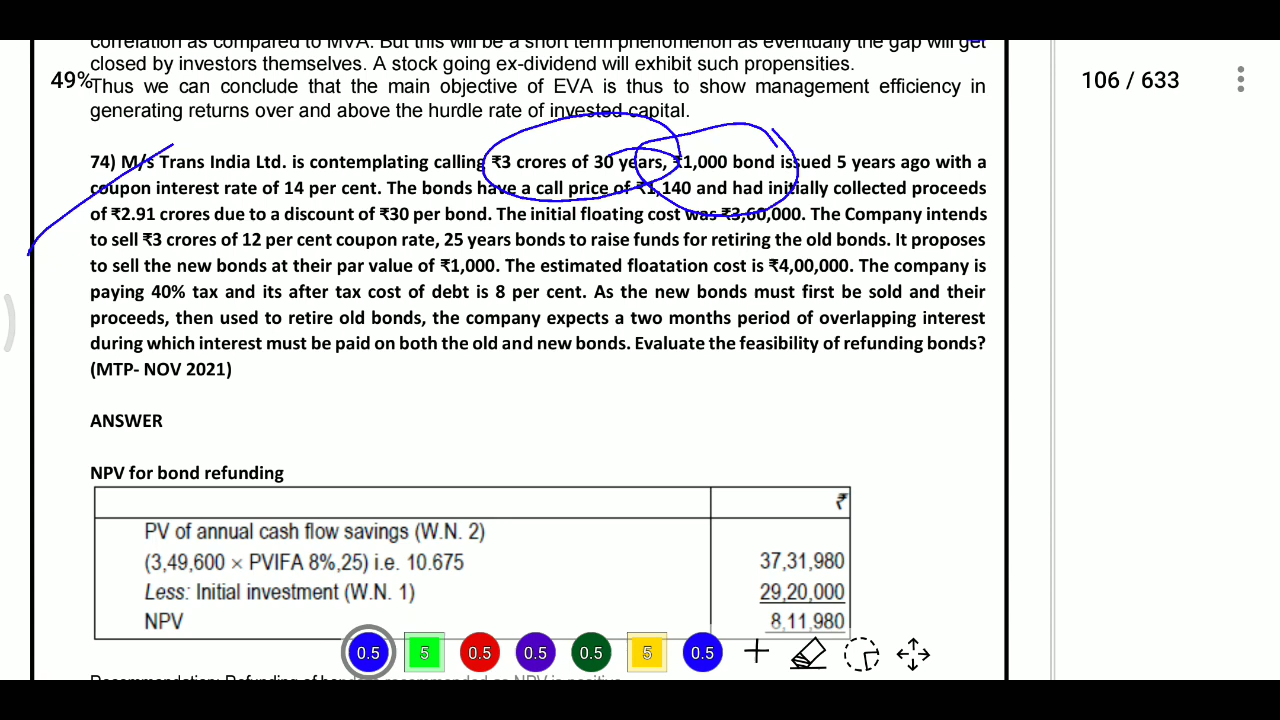 correlation as compared to MVA. But this will be a short term phenomenon as eventually the gap will get
closed by investors themselves. A stock going ex-dividend will exhibit such propensities.
49%
106 / 633
Thus we can conclude that the main objective of EVA is thus to show management efficiency in
generating returns over and above the hurdle rate of invested capital.
74) M/s Trans India Ltd. is contemplating calling ₹3 crores of 30 years, ₹1,000 bond issued 5 years ago with a
coupon interest rate of 14 per cent. The bonds have a call price of ₹1,140 and had initially collected proceeds
of ₹2.91 crores due to a discount of ₹30 per bond. The initial floating cost was ₹3,60,000. The Company intends
to sell ₹3 crores of 12 per cent coupon rate, 25 years bonds to raise funds for retiring the old bonds. It proposes
to sell the new bonds at their par value of ₹1,000. The estimated floatation cost is ₹4,00,000. The company is
paying 40% tax and its after tax cost of debt is 8 per cent. As the new bonds must first be sold and their
proceeds, then used to retire old bonds, the company expects a two months period of overlapping interest
during which interest must be paid on both the old and new bonds. Evaluate the feasibility of refunding bonds?
(MTP- NOV 2021)
ANSWER
NPV for bond refunding
₹
PV of annual cash flow savings (W.N. 2)
(3,49,600 × PVIFA 8%,25) i.e. 10.675 37,31,980
Less: Initial investment (W.N. 1) 29,20,000
NPV 8,11,980
0.5 5 0.5 0.5 0.5 5 0.5
Recommendation: Refunding of recommended as NPV is positive